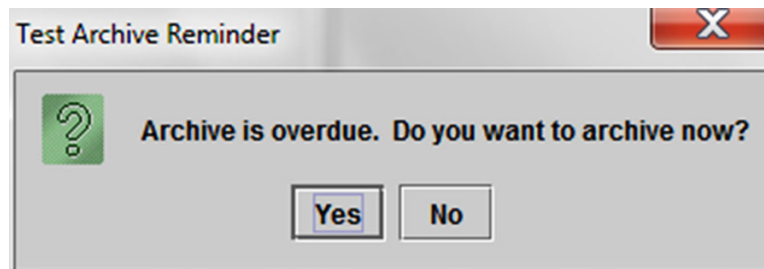 Test Archive Reminder
Archive is overdue. Do you want to archive now?
Yes No